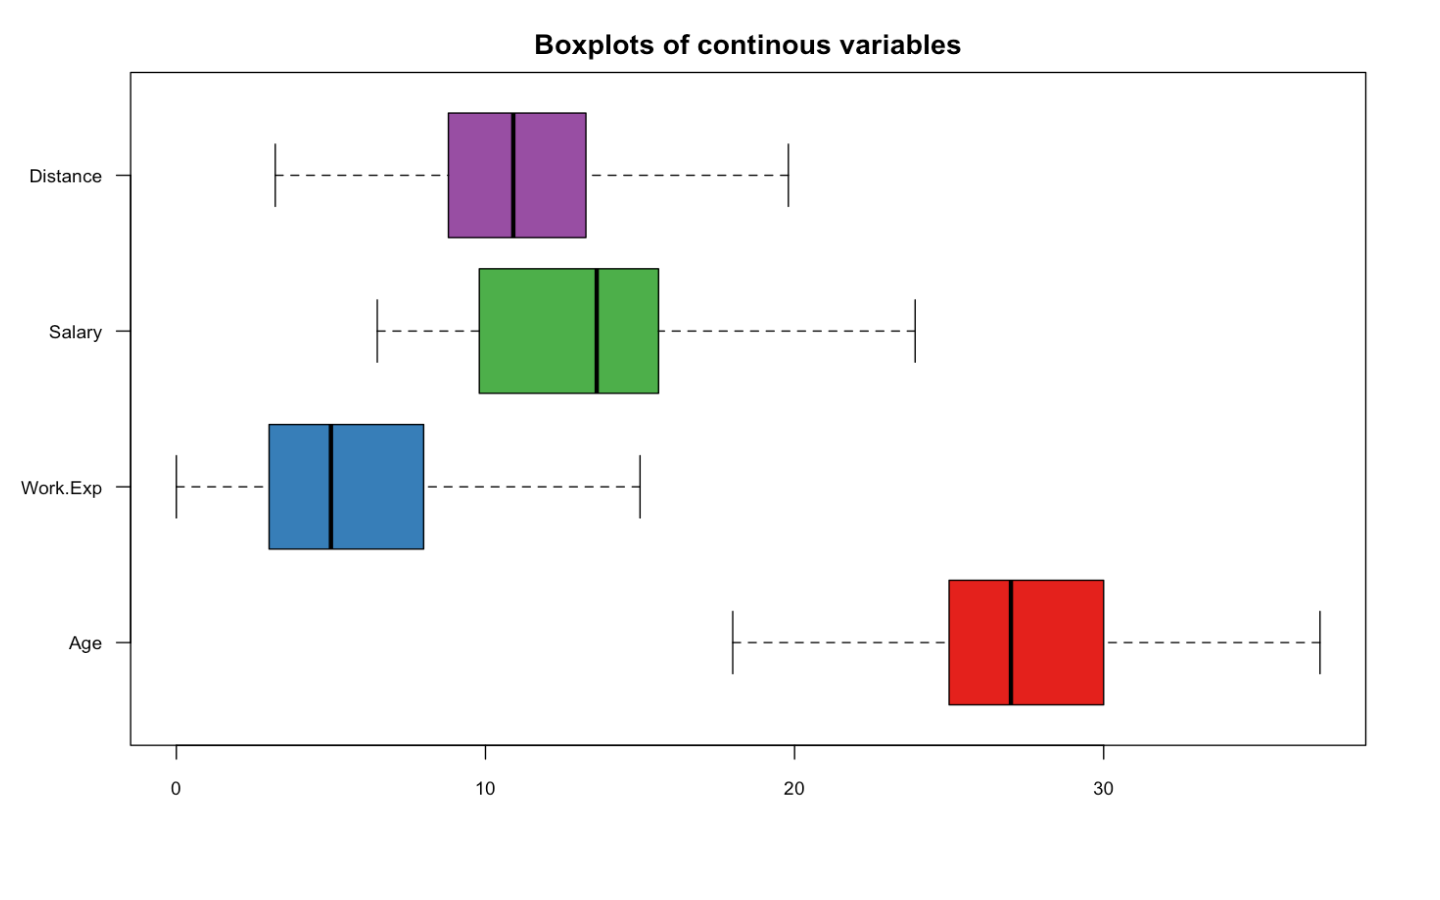 Boxplots of continous variables
Distance
Salary
Work.Exp
Age
0 10 20 30